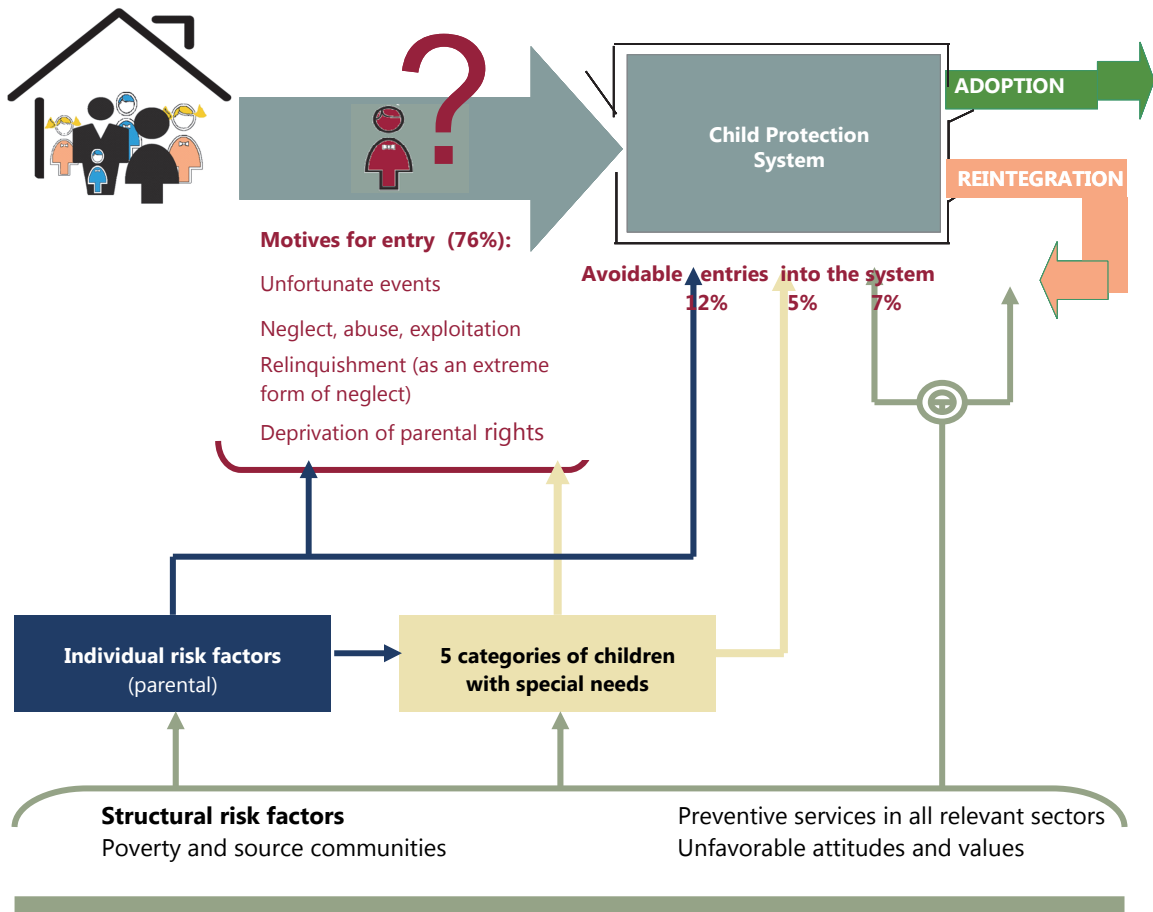 ?
ADOPTION
Child Protection
System
REINTEGRATION
Motives for entry (76%):
Unfortunate events
Neglect, abuse, exploitation
Relinquishment (as an extreme
form of neglect)
Deprivation of parental rights
Avoidable entries into the system
12% 5% 7%
Individual risk factors
(parental)
5 categories of children
with special needs
Structural risk factors
Poverty and source communities
Preventive services in all relevant sectors
Unfavorable attitudes and values